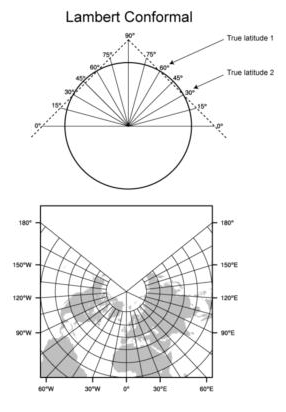 Lambert Conformal
90°
True latitude 1
75°
75°
60°
60°
True latitude 2
45°
45°
30°
30°
15°
15°
0°
0°
180°
180°
150°W
150°E
120°W
120°E
90°W
90°E
60°W
30°W
0°
30°E
60°E